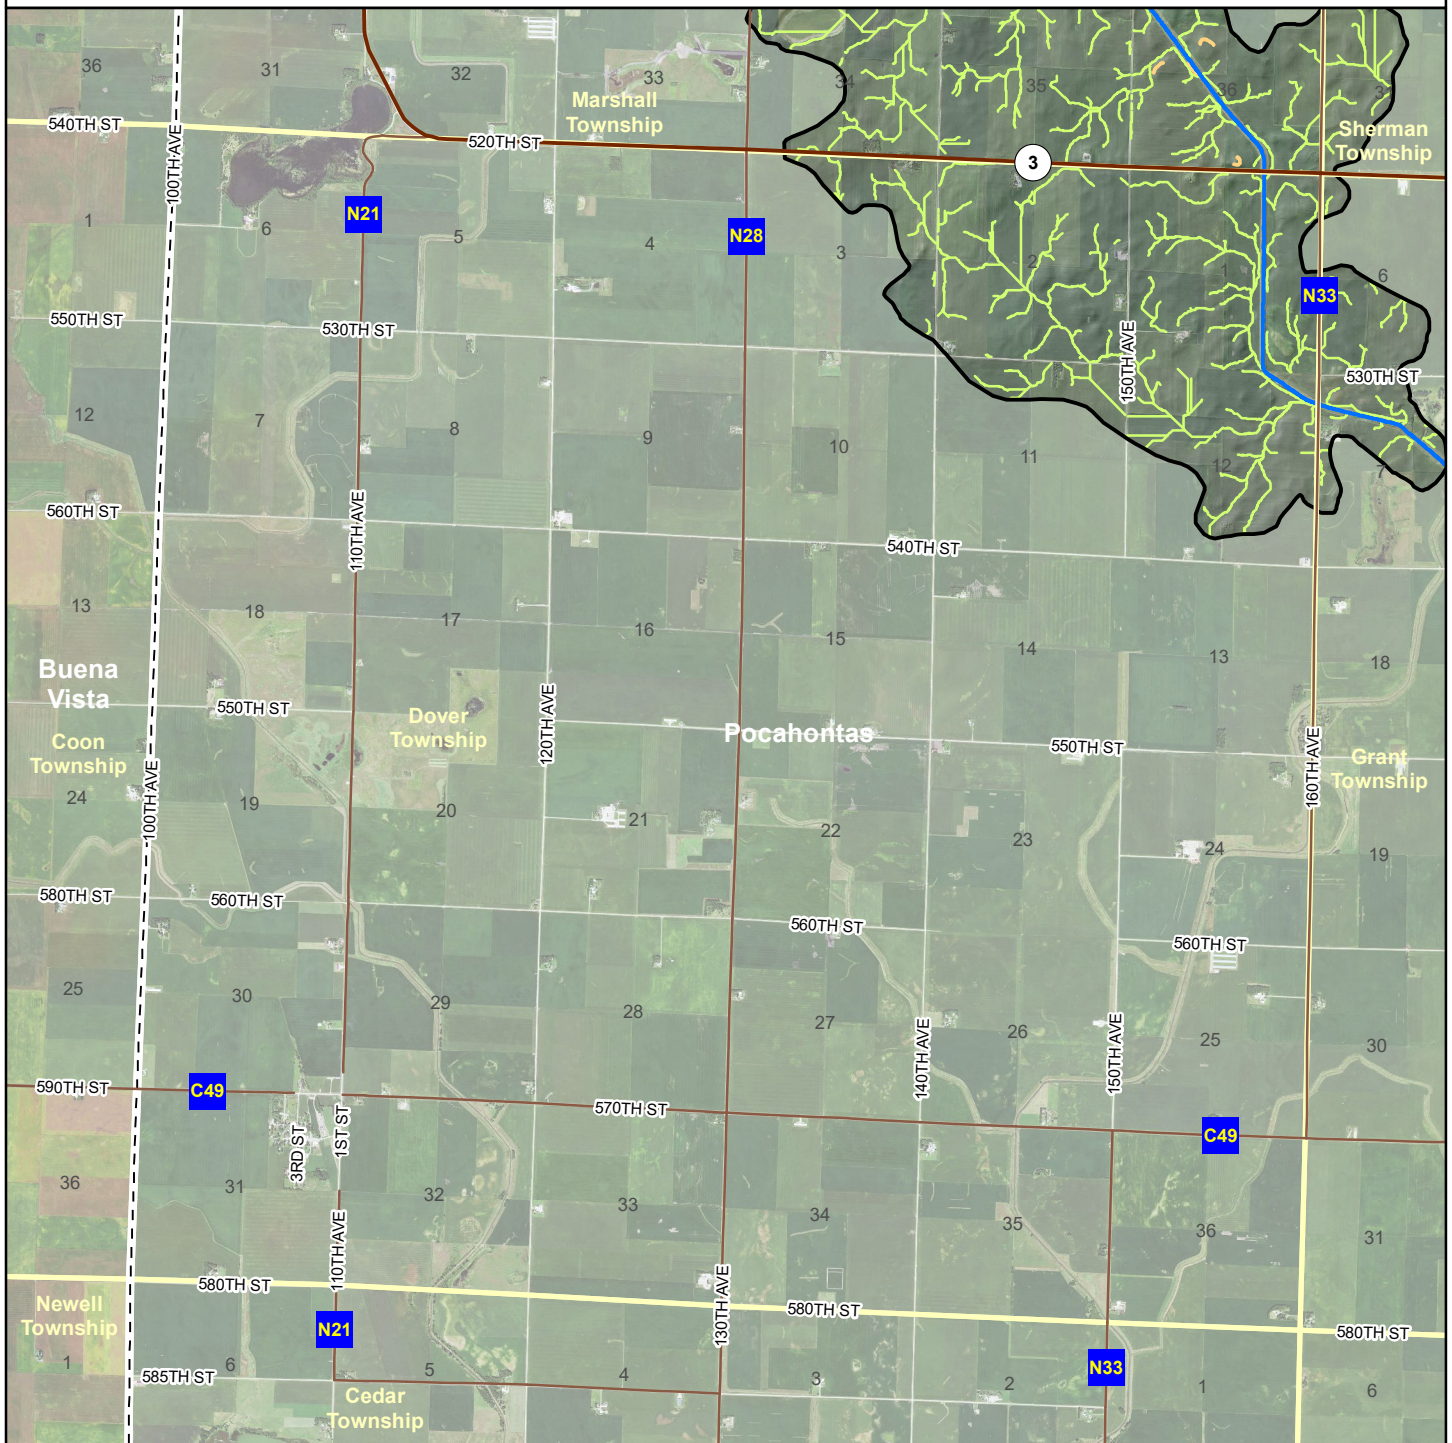 36
31
32
33
34
35
36
31
Marshall
Township
Sherman
Township
540TH ST
100TH AVE
520TH ST
3
N21
N28
N33
1
6
5
4
3
2
1
6
550TH ST
530TH ST
150TH AVE
530TH ST
12
7
8
9
10
11
12
7
560TH ST
110TH AVE
540TH ST
13
18
17
16
15
14
13
18
Buena
Vista
550TH ST
Dover
Township
120TH AVE
Pocahontas
550TH ST
160TH AVE
Coon
Township
Grant
Township
24
100TH AVE
19
20
21
22
23
24
19
580TH ST
560TH ST
560TH ST
560TH ST
25
30
29
28
27
26
25
30
140TH AVE
150TH AVE
590TH ST
C49
570TH ST
C49
3RD ST
1ST ST
36
31
32
33
34
35
36
31
110TH AVE
130TH AVE
580TH ST
580TH ST
580TH ST
Newell
Township
N21
N33
1
6
5
4
3
2
1
6
585TH ST
Cedar
Township